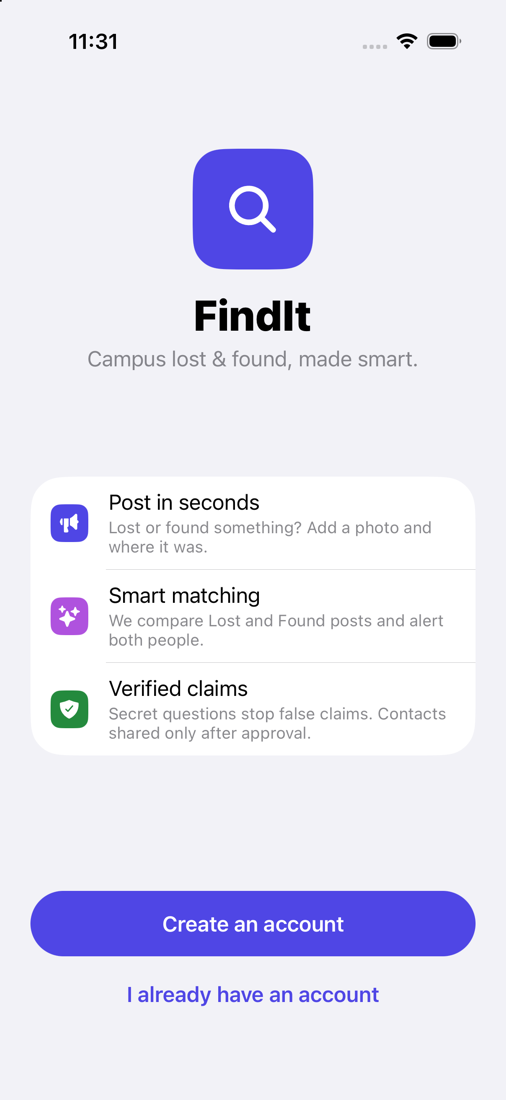 11:31
FindIt
Campus lost & found, made smart.
Post in seconds
Lost or found something? Add a photo and
where it was.
Smart matching
We compare Lost and Found posts and alert
both people.
Verified claims
Secret questions stop false claims. Contacts
shared only after approval.
Create an account
I already have an account